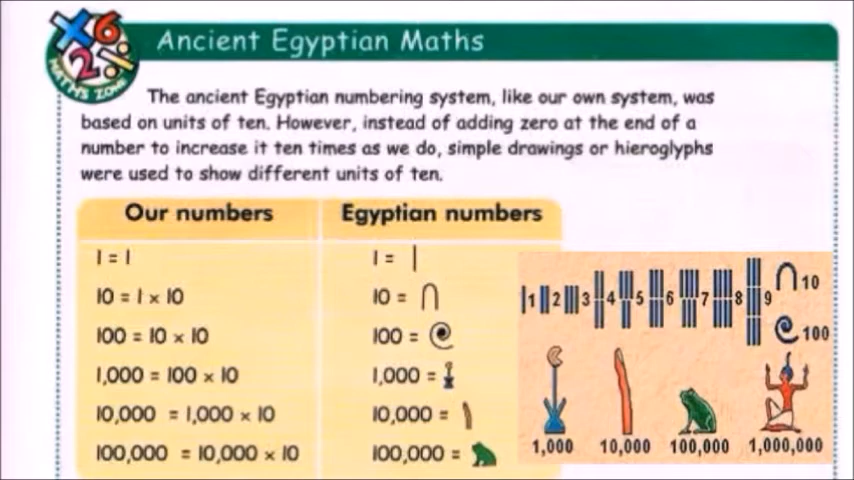 X6
2%
MATHS ZONE
Ancient Egyptian Maths
The ancient Egyptian numbering system, like our own system, was
based on units of ten. However, instead of adding zero at the end of a
number to increase it ten times as we do, simple drawings or hieroglyphs
were used to show different units of ten.
Our numbers Egyptian numbers
1 = 1 1 =
10 = 1 x 10 10 =
100 = 10 x 10 100 =
1,000 = 100 x 10 1,000 =
10,000 = 1,000 x 10 10,000 =
100,000 = 10,000 x 10 100,000 =
1 2 3 4 5 6 7 8 9 10
100
1,000 10,000 100,000 1,000,000